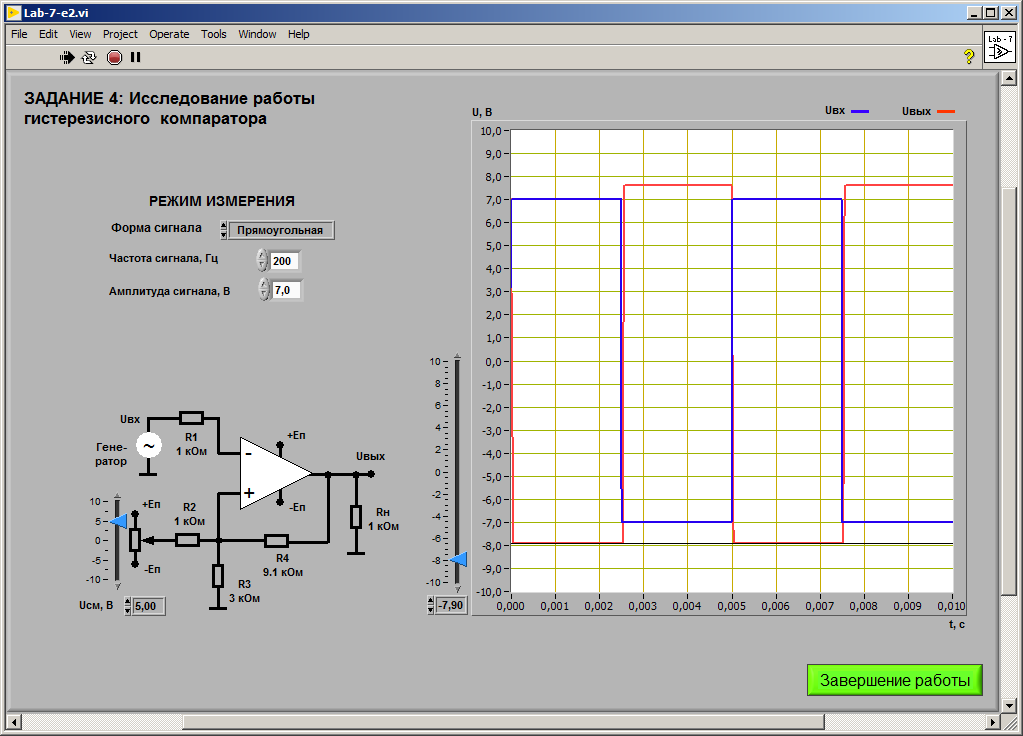 Lab-7-e2.vi
File Edit View Project Operate Tools Window Help
Lab - 7
ЗАДАНИЕ 4: Исследование работы
гистерезисного компаратора
РЕЖИМ ИЗМЕРЕНИЯ
Форма сигнала Прямоугольная
Частота сигнала, Гц 200
Амплитуда сигнала, В 7,0
U, В
Uвх Uвых
10,0
9,0
8,0
7,0
6,0
5,0
4,0
3,0
2,0
1,0
0,0
-1,0
-2,0
-3,0
-4,0
-5,0
-6,0
-7,0
-8,0
-9,0
-10,0
0,000 0,001 0,002 0,003 0,004 0,005 0,006 0,007 0,008 0,009 0,010
t, с
10
8
6
4
2
0
-2
-4
-6
-8
-10
-7,90
Uвх
Гене-
ратор
~
R1
1 кОм
+Еп
-
+
-Еп
Uвых
Rн
1 кОм
R2
1 кОм
R4
9.1 кОм
R3
3 кОм
+Еп
-Еп
10
5
0
-5
-10
Uсм, В 5,00
Завершение работы